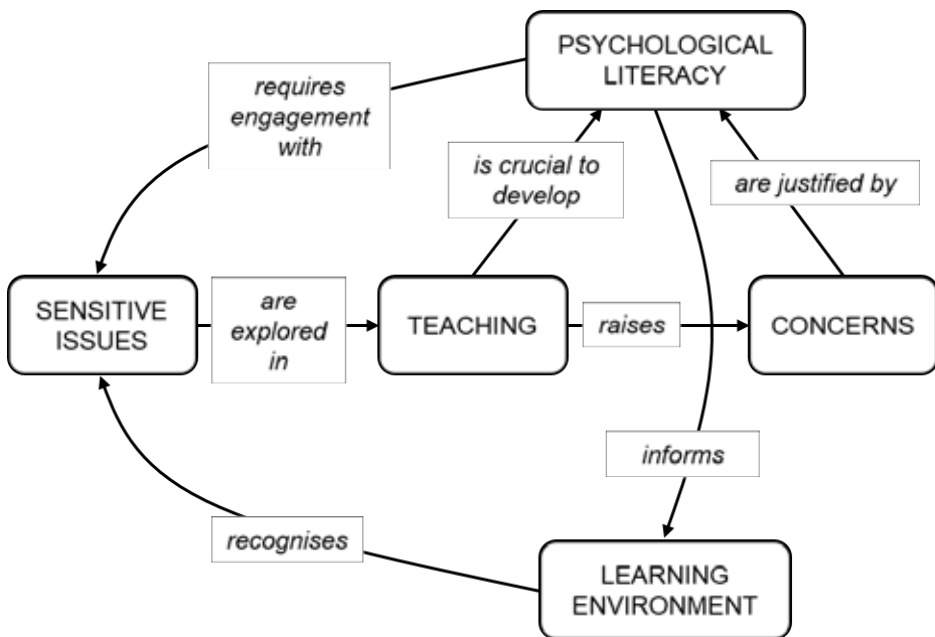 PSYCHOLOGICAL
LITERACY
requires
engagement
with
is crucial to
develop
are justified by
SENSITIVE
ISSUES
are
explored
in
TEACHING
raises
CONCERNS
informs
recognises
LEARNING
ENVIRONMENT